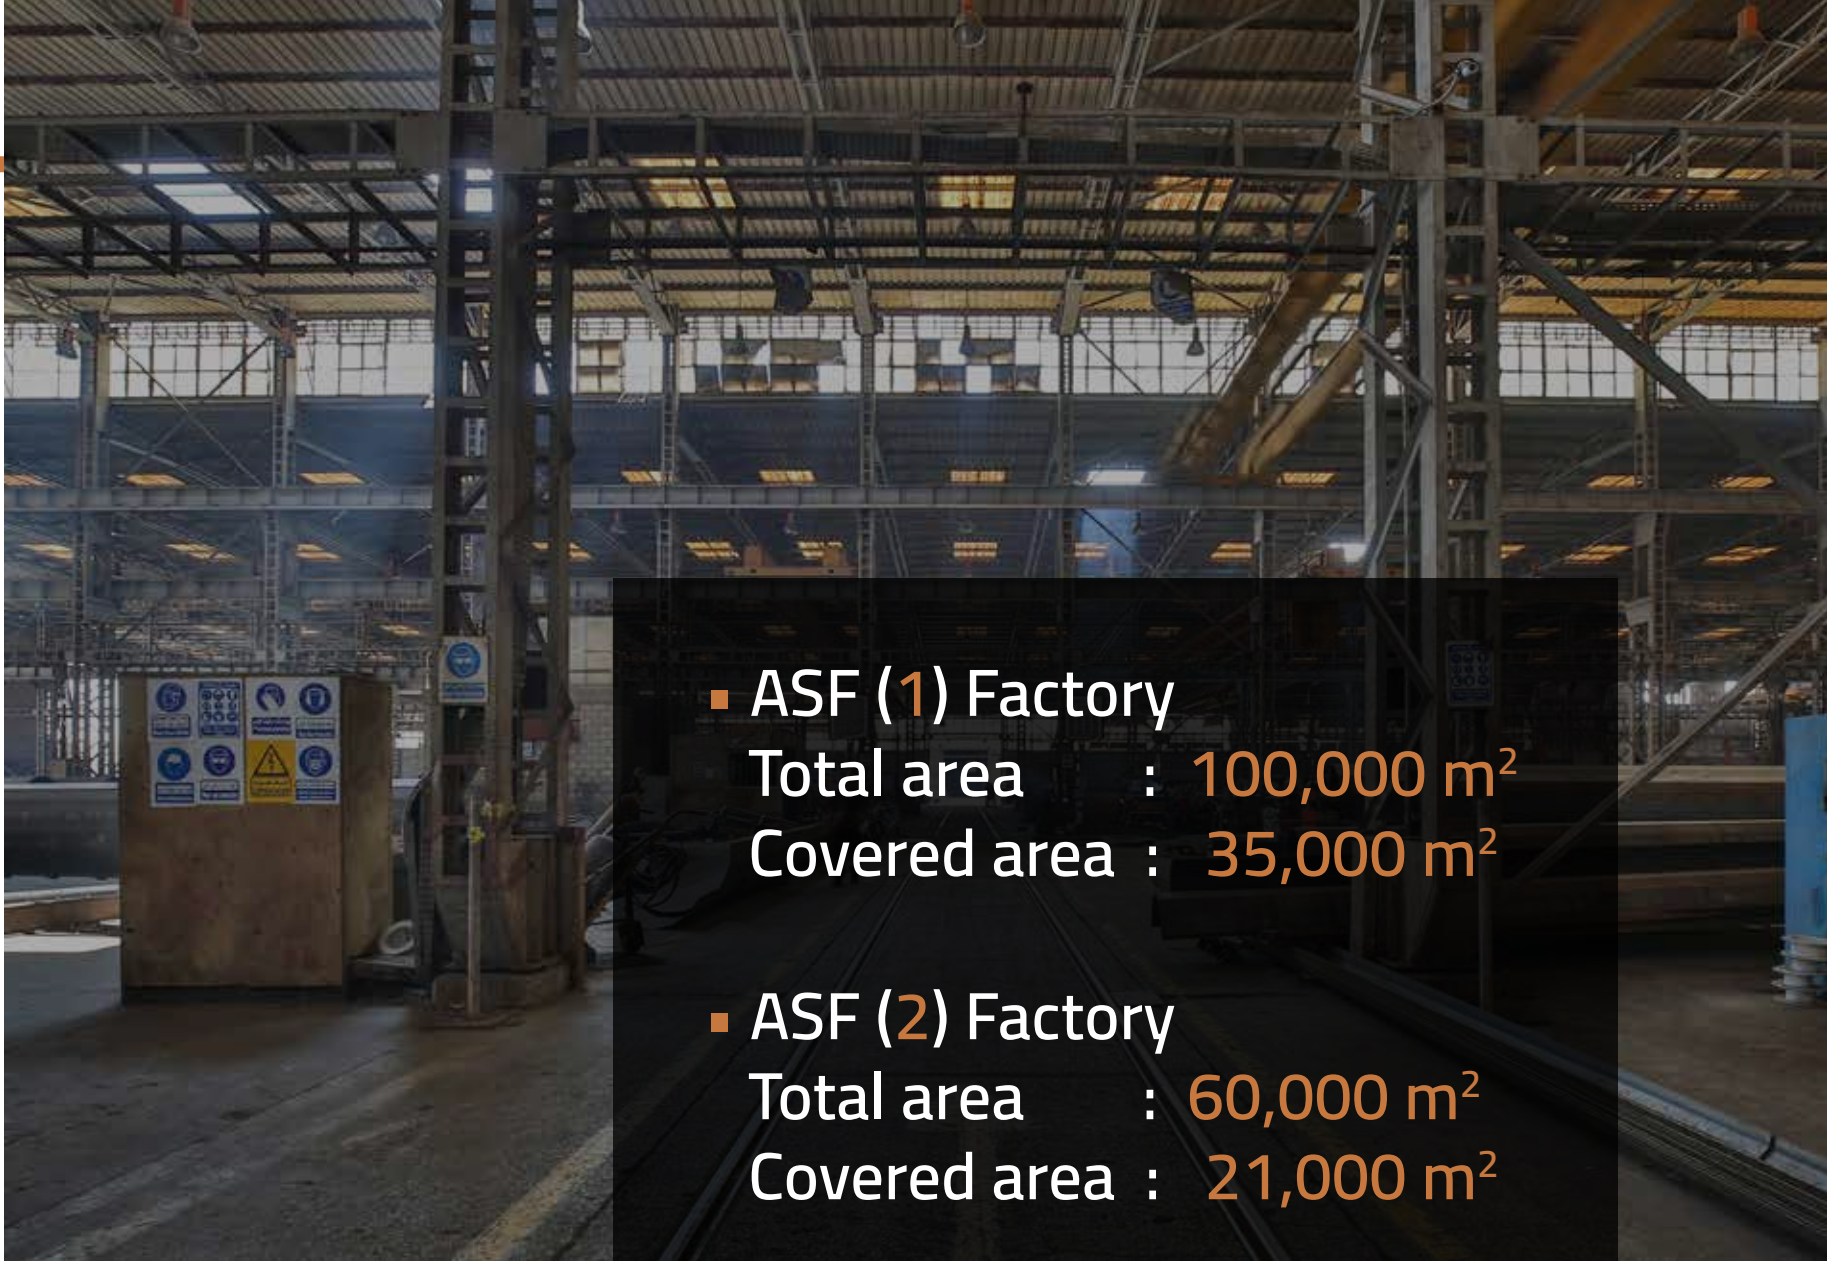 ▪ ASF (1) Factory
Total area : 100,000 m²
Covered area : 35,000 m²
▪ ASF (2) Factory
Total area : 60,000 m²
Covered area : 21,000 m²